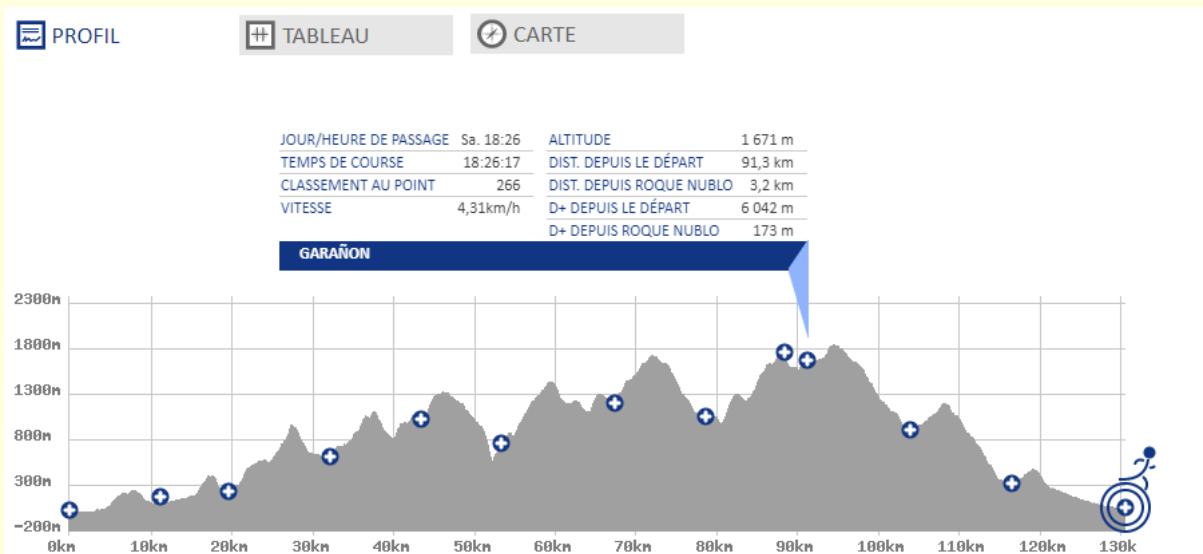 PROFIL TABLEAU CARTE
JOUR/HEURE DE PASSAGE Sa. 18:26 ALTITUDE 1 671 m
TEMPS DE COURSE 18:26:17 DIST. DEPUIS LE DÉPART 91,3 km
CLASSEMENT AU POINT 266 DIST. DEPUIS ROQUE NUBLO 3,2 km
VITESSE 4,31km/h D+ DEPUIS LE DÉPART 6 042 m
D+ DEPUIS ROQUE NUBLO 173 m
GARAÑON
2300m
1800m
1300m
800m
300m
-200m
0km 10km 20km 30km 40km 50km 60km 70km 80km 90km 100km 110km 120km 130km